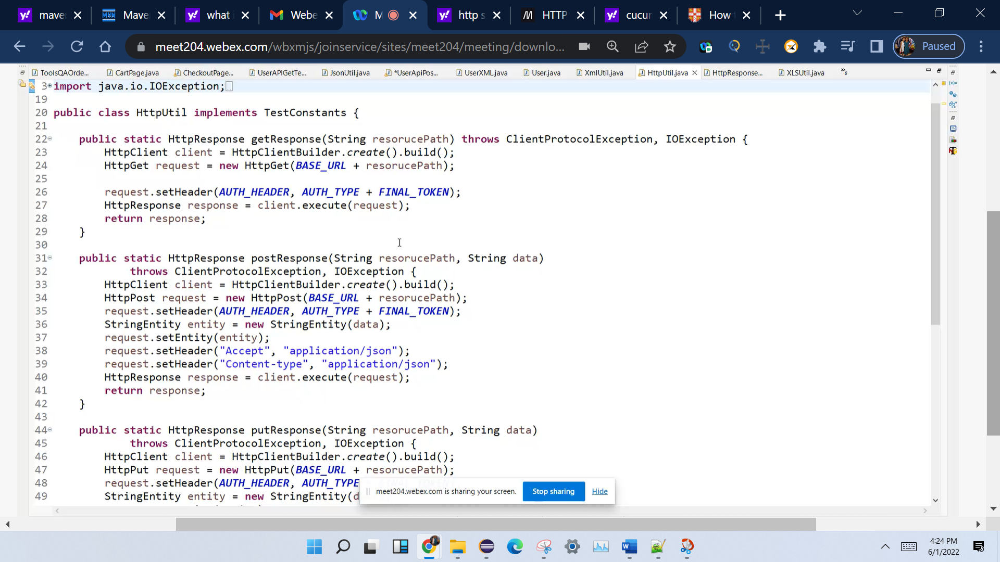 maver
Mave
what i
Webe
M
http s
HTTP
cucur
How
meet204.webex.com/wbxmjs/joinservice/sites/meet204/meeting/downlo...
Paused
ToolsQAOrde...
CartPage.java
CheckoutPage...
UserAPIGetTe...
JsonUtil.java
*UserApiPos...
UserXML.java
User.java
XmlUtil.java
HttpUtil.java
HttpResponse...
XLSUtil.java
»6
3 import java.io.IOException;
19
20 public class HttpUtil implements TestConstants {
21
22 public static HttpResponse getResponse(String resorucePath) throws ClientProtocolException, IOException {
23 HttpClient client = HttpClientBuilder.create().build();
24 HttpGet request = new HttpGet(BASE_URL + resorucePath);
25
26 request.setHeader(AUTH_HEADER, AUTH_TYPE + FINAL_TOKEN);
27 HttpResponse response = client.execute(request);
28 return response;
29 }
30
31 public static HttpResponse postResponse(String resorucePath, String data)
32 throws ClientProtocolException, IOException {
33 HttpClient client = HttpClientBuilder.create().build();
34 HttpPost request = new HttpPost(BASE_URL + resorucePath);
35 request.setHeader(AUTH_HEADER, AUTH_TYPE + FINAL_TOKEN);
36 StringEntity entity = new StringEntity(data);
37 request.setEntity(entity);
38 request.setHeader("Accept", "application/json");
39 request.setHeader("Content-type", "application/json");
40 HttpResponse response = client.execute(request);
41 return response;
42 }
43
44 public static HttpResponse putResponse(String resorucePath, String data)
45 throws ClientProtocolException, IOException {
46 HttpClient client = HttpClientBuilder.create().build();
47 HttpPut request = new HttpPut(BASE_URL + resorucePath);
48 request.setHeader(AUTH_HEADER, AUTH_TYPE
49 StringEntity entity = new StringEntity(d
meet204.webex.com is sharing your screen.
Stop sharing
Hide
4:24 PM
6/1/2022